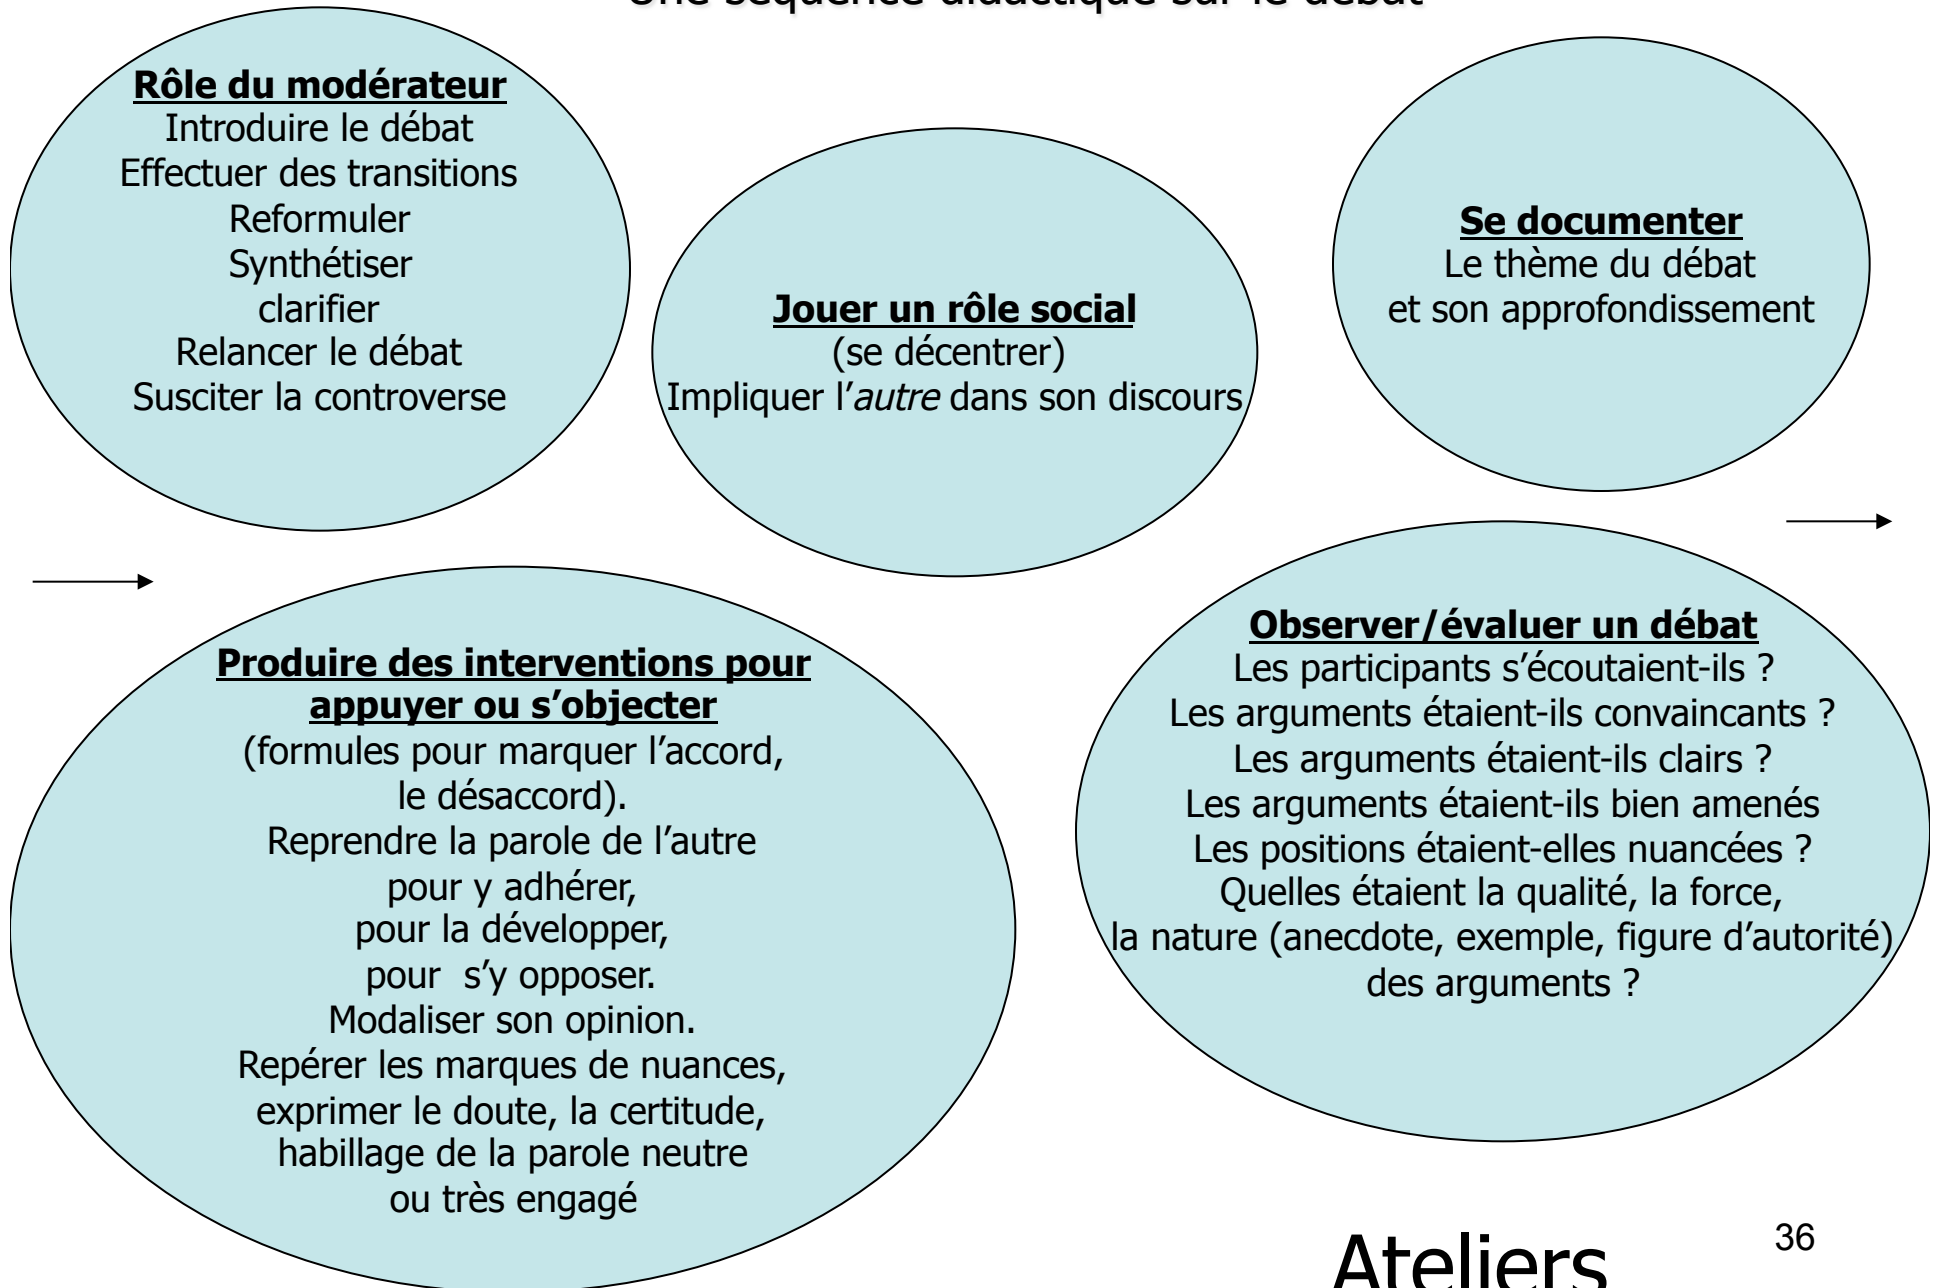 Une séquence didactique sur le débat
Rôle du modérateur
Introduire le débat
Effectuer des transitions
Reformuler
Synthétiser
clarifier
Relancer le débat
Susciter la controverse
Jouer un rôle social
(se décentrer)
Impliquer l’autre dans son discours
Se documenter
Le thème du débat
et son approfondissement
Produire des interventions pour
appuyer ou s’objecter
(formules pour marquer l’accord,
le désaccord).
Reprendre la parole de l’autre
pour y adhérer,
pour la développer,
pour  s’y opposer.
Modaliser son opinion.
Repérer les marques de nuances,
exprimer le doute, la certitude,
habillage de la parole neutre
ou très engagé
Observer/évaluer un débat
Les participants s’écoutaient-ils ?
Les arguments étaient-ils convaincants ?
Les arguments étaient-ils clairs ?
Les arguments étaient-ils bien amenés
Les positions étaient-elles nuancées ?
Quelles étaient la qualité, la force,
la nature (anecdote, exemple, figure d’autorité)
des arguments ?
Ateliers
36